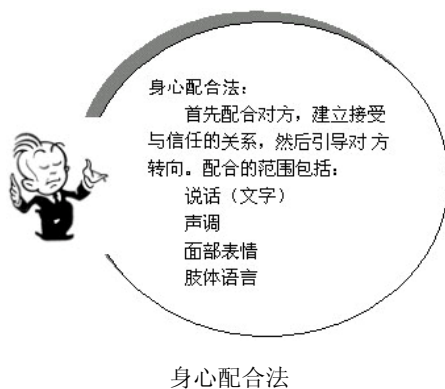 身心配合法：
首先配合对方，建立接受
与信任的关系，然后引导对方
转向。配合的范围包括：
说话（文字）
声调
面部表情
肢体语言
身心配合法